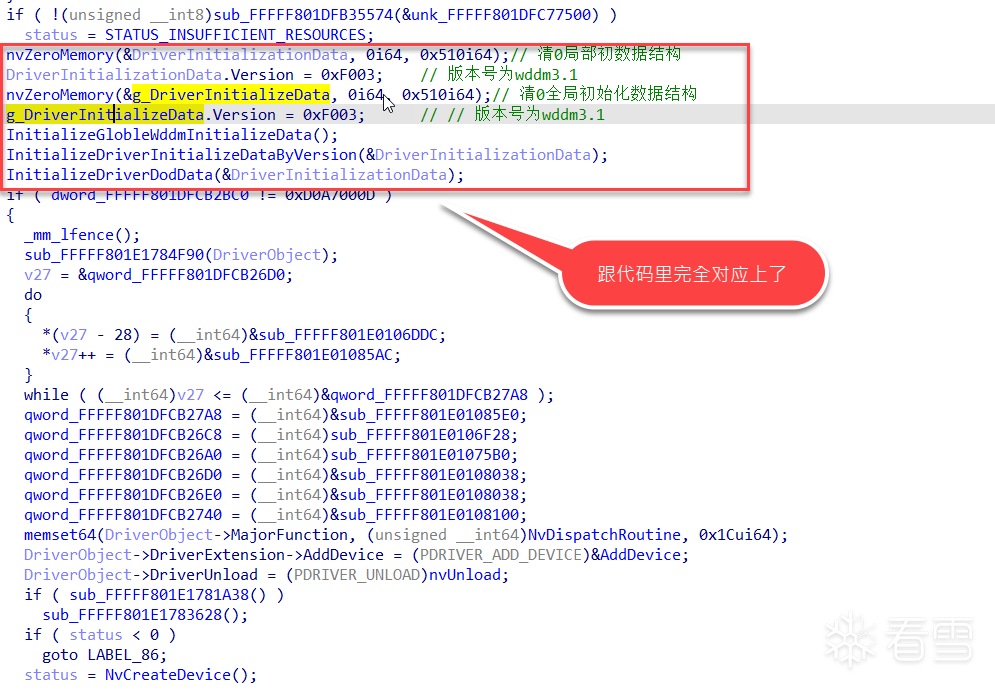 if ( !(unsigned __int8)sub_FFFFF801DFB35574(&unk_FFFFF801DFC77500) )
status = STATUS_INSUFFICIENT_RESOURCES;
nvZeroMemory(&DriverInitializationData, 0i64, 0x510i64);// 清0局部初数据结构
DriverInitializationData.Version = 0xF003; // 版本号为wddm3.1
nvZeroMemory(&g_DriverInitializeData, 0i64, 0x510i64);// 清0全局初始化数据结构
g_DriverInitializeData.Version = 0xF003; // // 版本号为wddm3.1
InitializeGlobleWddmInitializeData();
InitializeDriverInitializeDataByVersion(&DriverInitializationData);
InitializeDriverDodData(&DriverInitializationData);
if ( dword_FFFFF801DFCB2BC0 != 0xD0A7000D )
{
_mm_lfence();
sub_FFFFF801E1784F90(DriverObject);
v27 = &qword_FFFFF801DFCB26D0;
do
{
*(v27 - 28) = (__int64)&sub_FFFFF801E0106DDC;
*v27++ = (__int64)&sub_FFFFF801E01085AC;
}
while ( (__int64)v27 <= (__int64)&qword_FFFFF801DFCB27A8 );
qword_FFFFF801DFCB27A8 = (__int64)&sub_FFFFF801E01085E0;
qword_FFFFF801DFCB26C8 = (__int64)sub_FFFFF801E0106F28;
qword_FFFFF801DFCB26A0 = (__int64)sub_FFFFF801E01075B0;
qword_FFFFF801DFCB26D0 = (__int64)&sub_FFFFF801E0108038;
qword_FFFFF801DFCB26E0 = (__int64)&sub_FFFFF801E0108038;
qword_FFFFF801DFCB2740 = (__int64)&sub_FFFFF801E0108100;
memset64(DriverObject->MajorFunction, (unsigned __int64)NvDispatchRoutine, 0x1Cui64);
DriverObject->DriverExtension->AddDevice = (PDRIVER_ADD_DEVICE)&AddDevice;
DriverObject->DriverUnload = (PDRIVER_UNLOAD)nvUnload;
if ( sub_FFFFF801E1781A38() )
sub_FFFFF801E1783628();
if ( status < 0 )
goto LABEL_86;
status = NvCreateDevice();
跟代码里完全对应上了
看雪